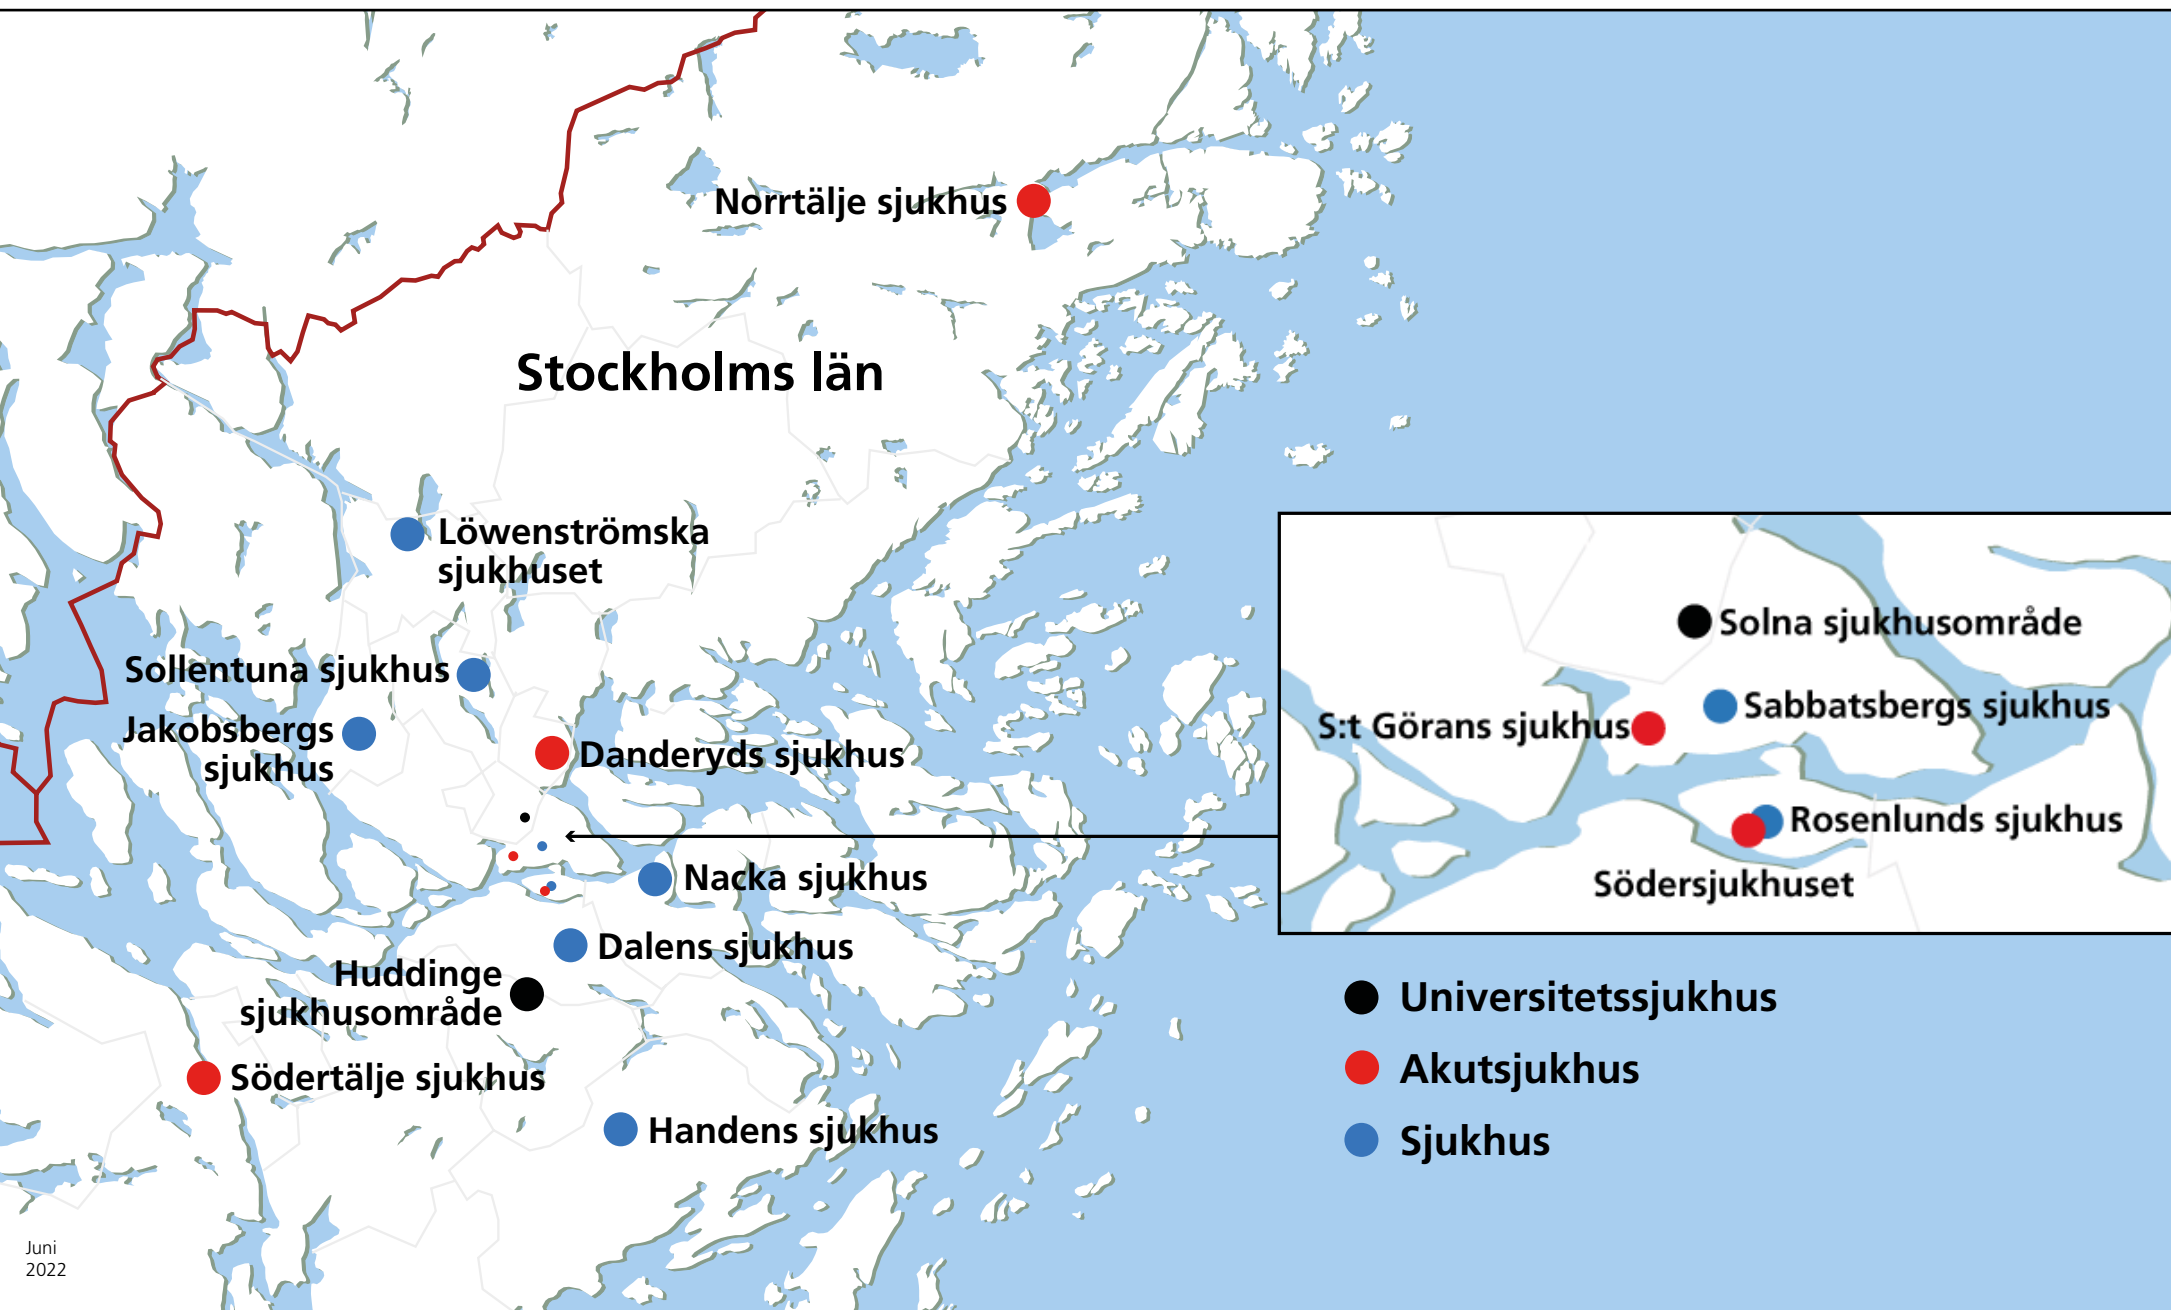 Norrtälje sjukhus
Stockholms län
Löwenströmska
sjukhuset
Sollentuna sjukhus
Jakobsbergs
sjukhus
Danderyds sjukhus
Nacka sjukhus
Dalens sjukhus
Huddinge
sjukhusområde
Södertälje sjukhus
Handens sjukhus
Solna sjukhusområde
Sabbatsbergs sjukhus
S:t Görans sjukhus
Rosenlunds sjukhus
Södersjukhuset
Universitetssjukhus
Akutsjukhus
Sjukhus
Juni
2022